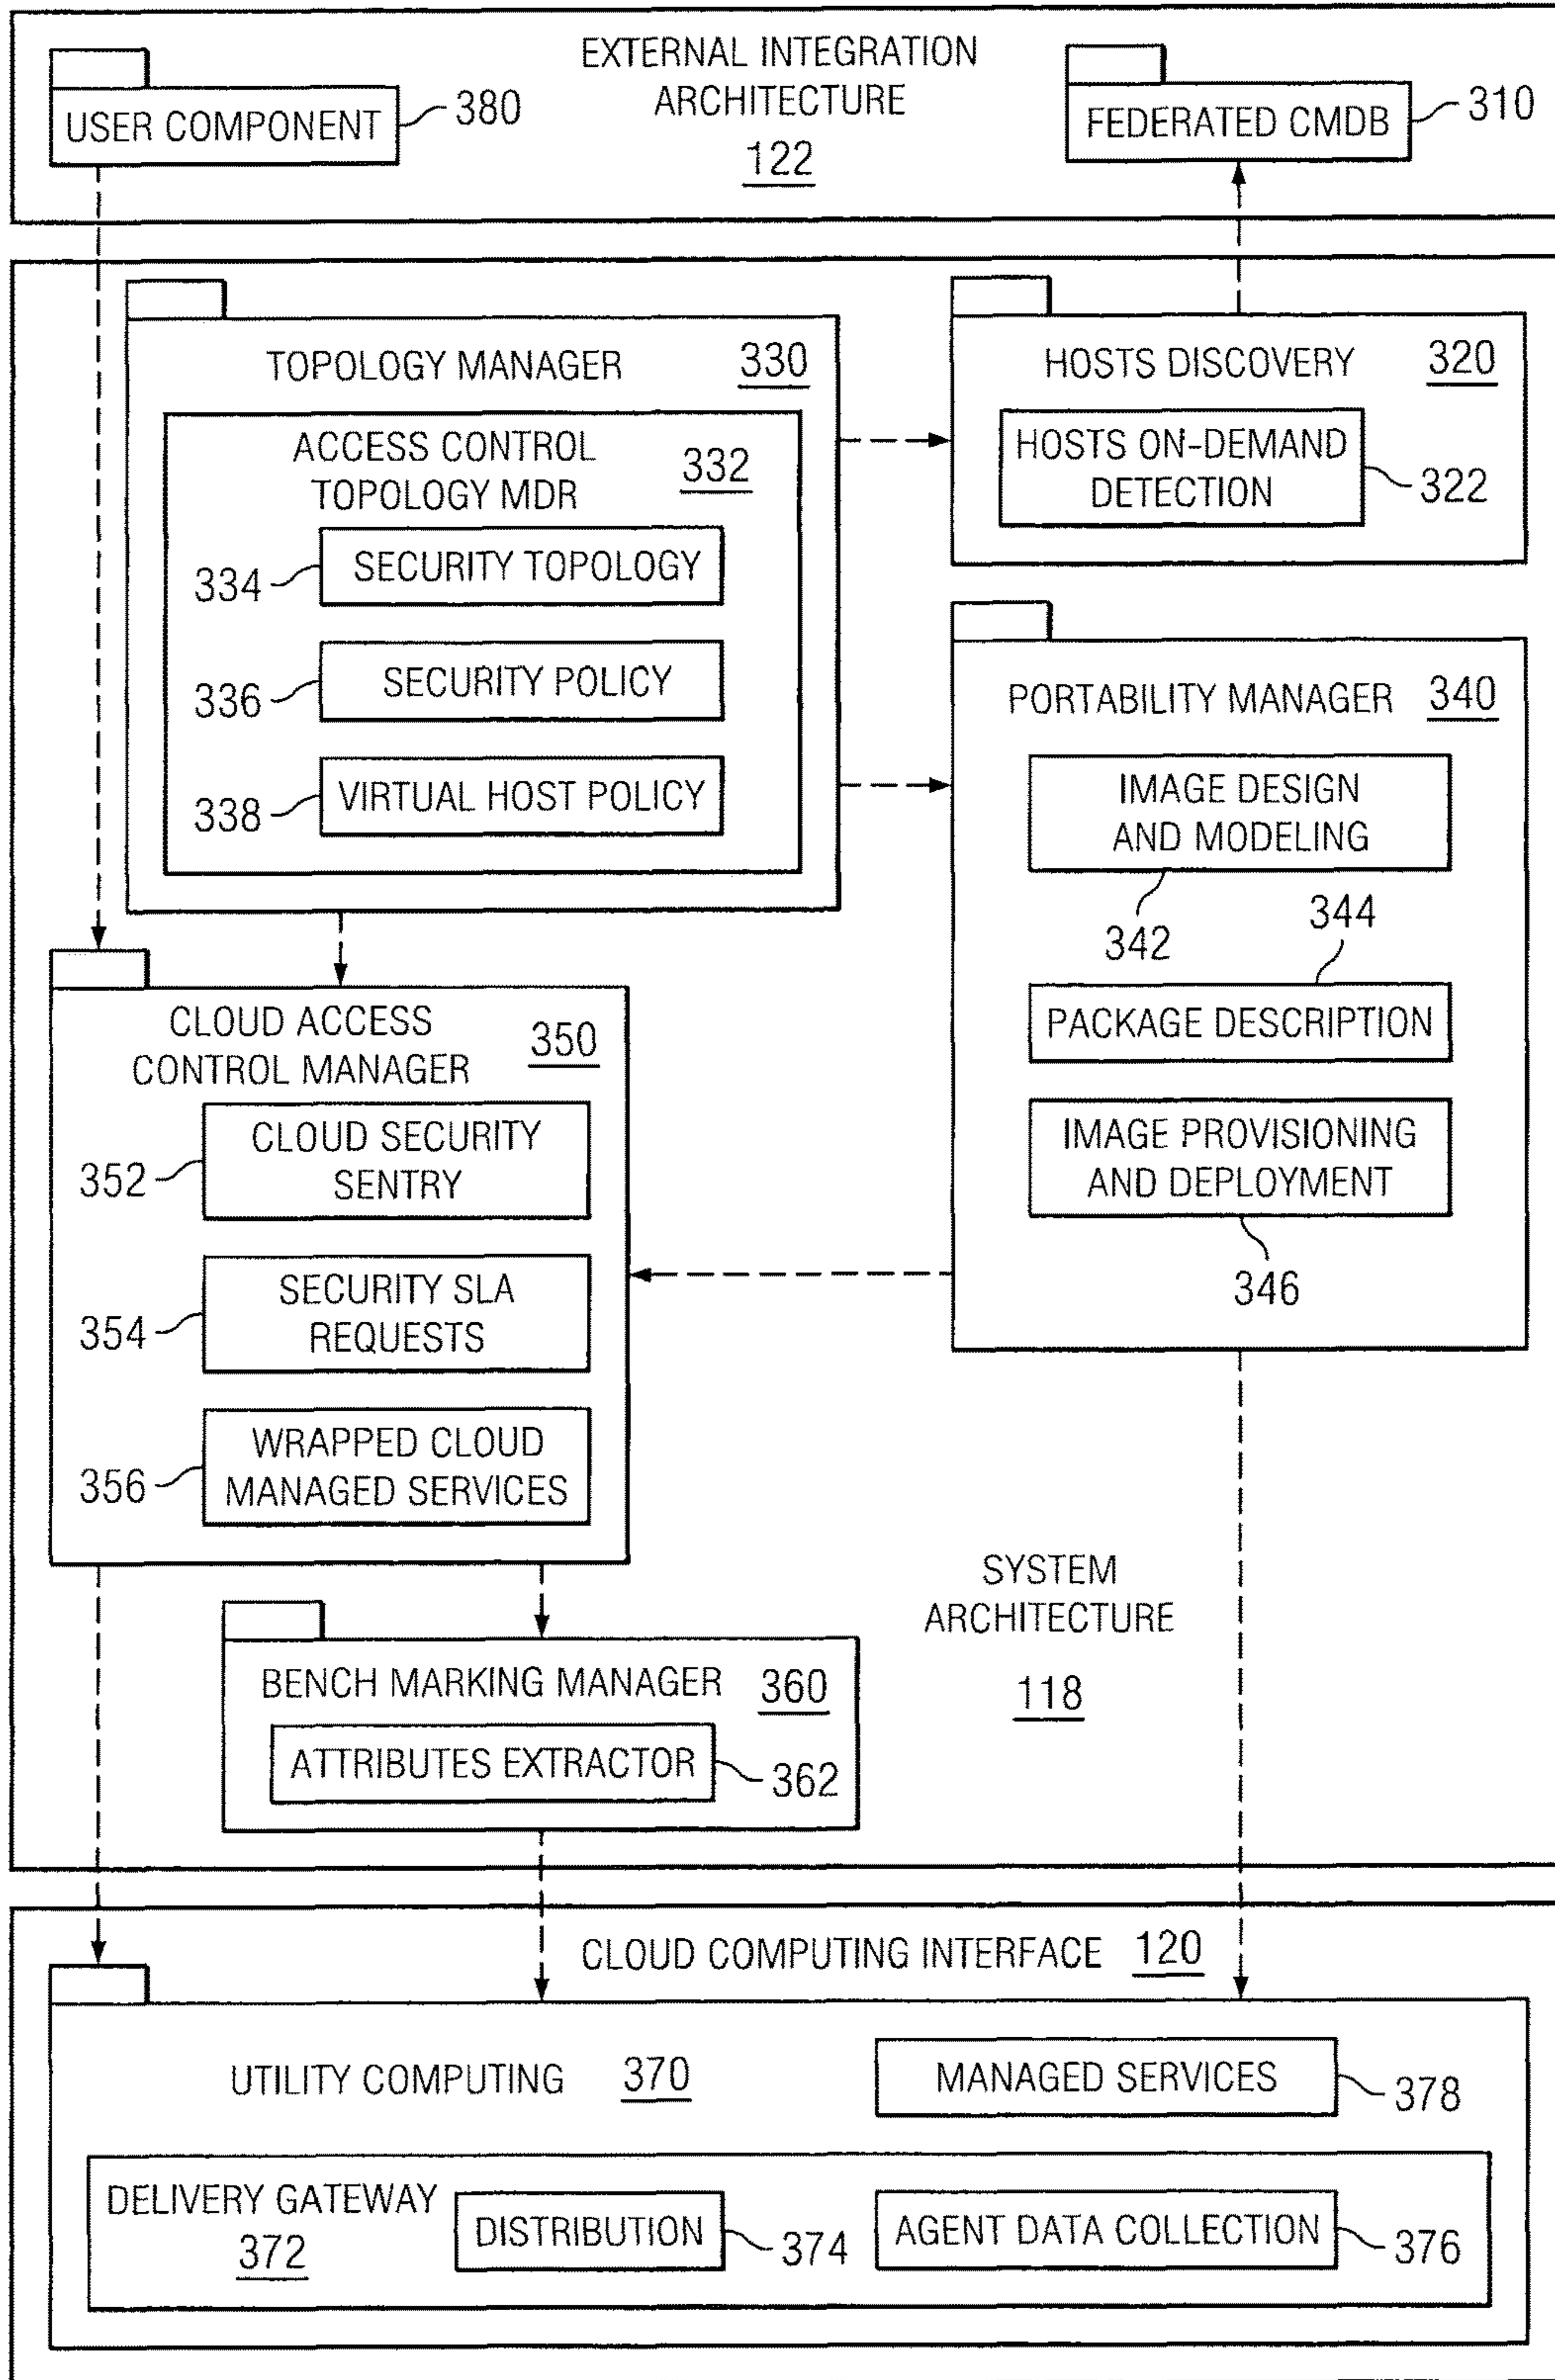 EXTERNAL INTEGRATION
ARCHITECTURE
122
USER COMPONENT
380
FEDERATED CMDB
310
TOPOLOGY MANAGER
330
ACCESS CONTROL
TOPOLOGY MDR
332
SECURITY TOPOLOGY
334
SECURITY POLICY
336
VIRTUAL HOST POLICY
338
HOSTS DISCOVERY
320
HOSTS ON-DEMAND
DETECTION
322
PORTABILITY MANAGER
340
IMAGE DESIGN
AND MODELING
342
344
PACKAGE DESCRIPTION
IMAGE PROVISIONING
AND DEPLOYMENT
346
CLOUD ACCESS
CONTROL MANAGER
350
CLOUD SECURITY
SENTRY
352
SECURITY SLA
REQUESTS
354
WRAPPED CLOUD
MANAGED SERVICES
356
SYSTEM
ARCHITECTURE
118
BENCH MARKING MANAGER
360
ATTRIBUTES EXTRACTOR
362
CLOUD COMPUTING INTERFACE
120
UTILITY COMPUTING
370
MANAGED SERVICES
378
DELIVERY GATEWAY
372
DISTRIBUTION
374
AGENT DATA COLLECTION
376